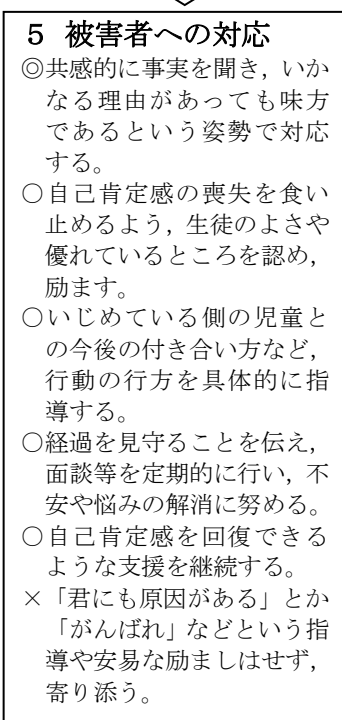 5 被害者への対応
◎共感的に事実を聞き，いか
なる理由があっても味方
であるという姿勢で対応
する。
○自己肯定感の喪失を食い
止めるよう，生徒のよさや
優れているところを認め，
励ます。
○いじめている側の児童と
の今後の付き合い方など，
行動の行方を具体的に指
導する。
○経過を見守ることを伝え，
面談等を定期的に行い，不
安や悩みの解消に努める。
○自己肯定感を回復できる
ような支援を継続する。
×「君にも原因がある」とか
「がんばれ」などという指
導や安易な励ましはせず，
寄り添う。